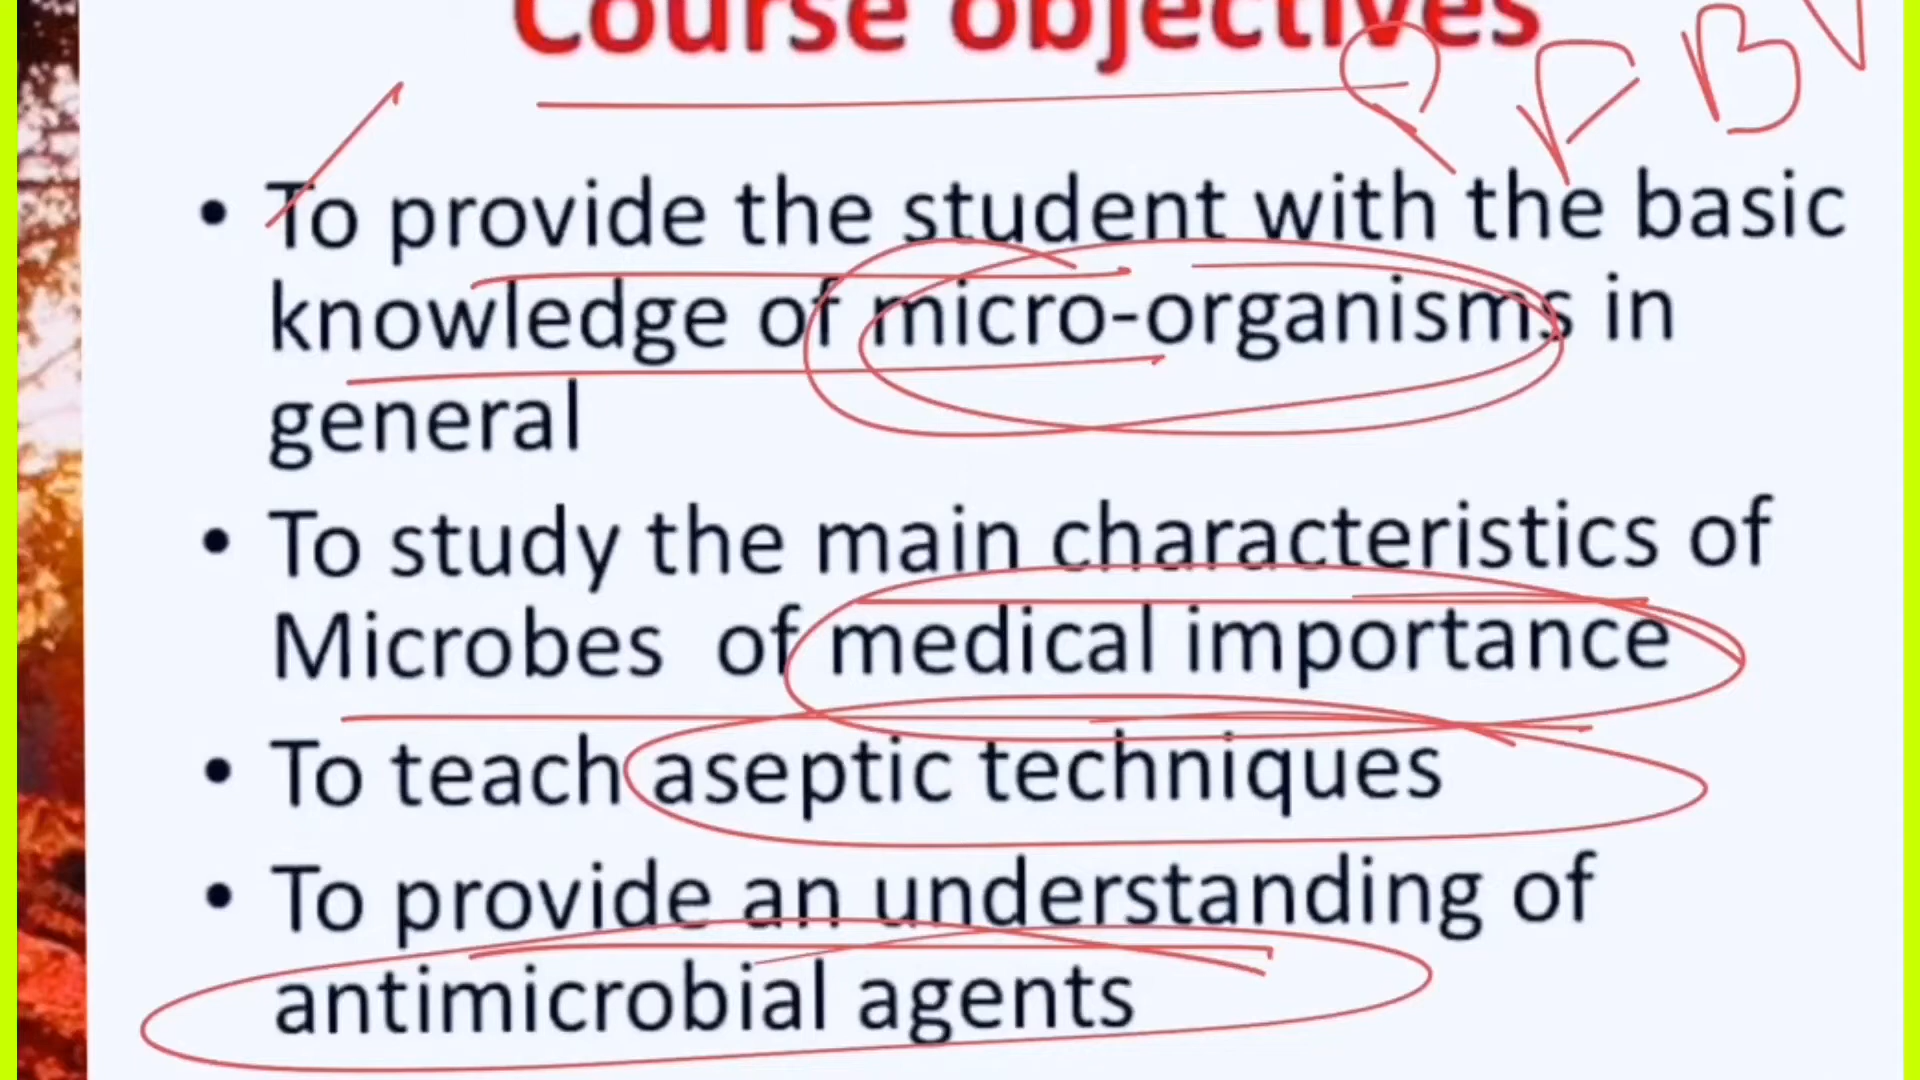 Course objectives
P B V
• To provide the student with the basic
knowledge of micro-organisms in
general
• To study the main characteristics of
Microbes of medical importance
• To teach aseptic techniques
• To provide an understanding of
antimicrobial agents